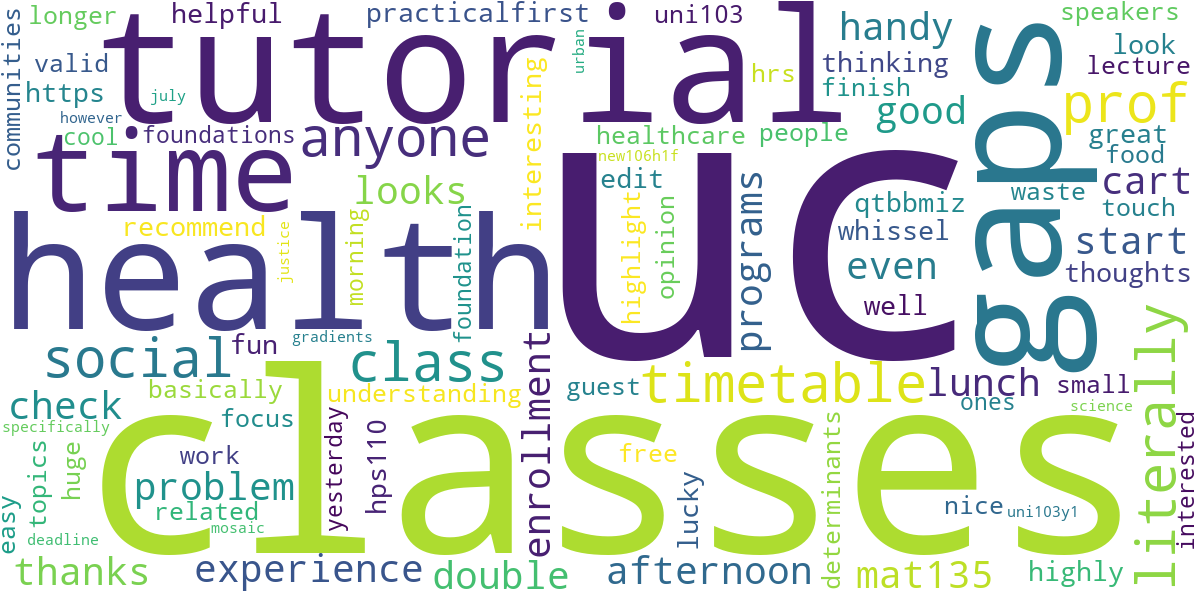 longer
helpful
practicalfirst
uni103
speakers
communities
tutorial
urban
handy
gaps
look
valid
hrs
thinking
lecture
https
july
interesting
finish
prof
however
good
cool
foundations
anyone
healthcare
people
great
time
new106h1f
food
looks
edit
programs
waste
cart
health
uc
qtbbmiz
touch
recommend
justice
morning
foundation
highlight
opinion
whissel
start
even
thoughts
well
gradients
social
fun
class
enrollment
literally
basically
understanding
guest
timetable
lunch
small
check
ones
science
focus
classes
specifically
yesterday
hps110
determinants
interested
topics
huge
work
free
problem
lucky
easy
related
nice
uni103y1
mosaic
deadline
thanks
experience
double
afternoon
mat135
highly